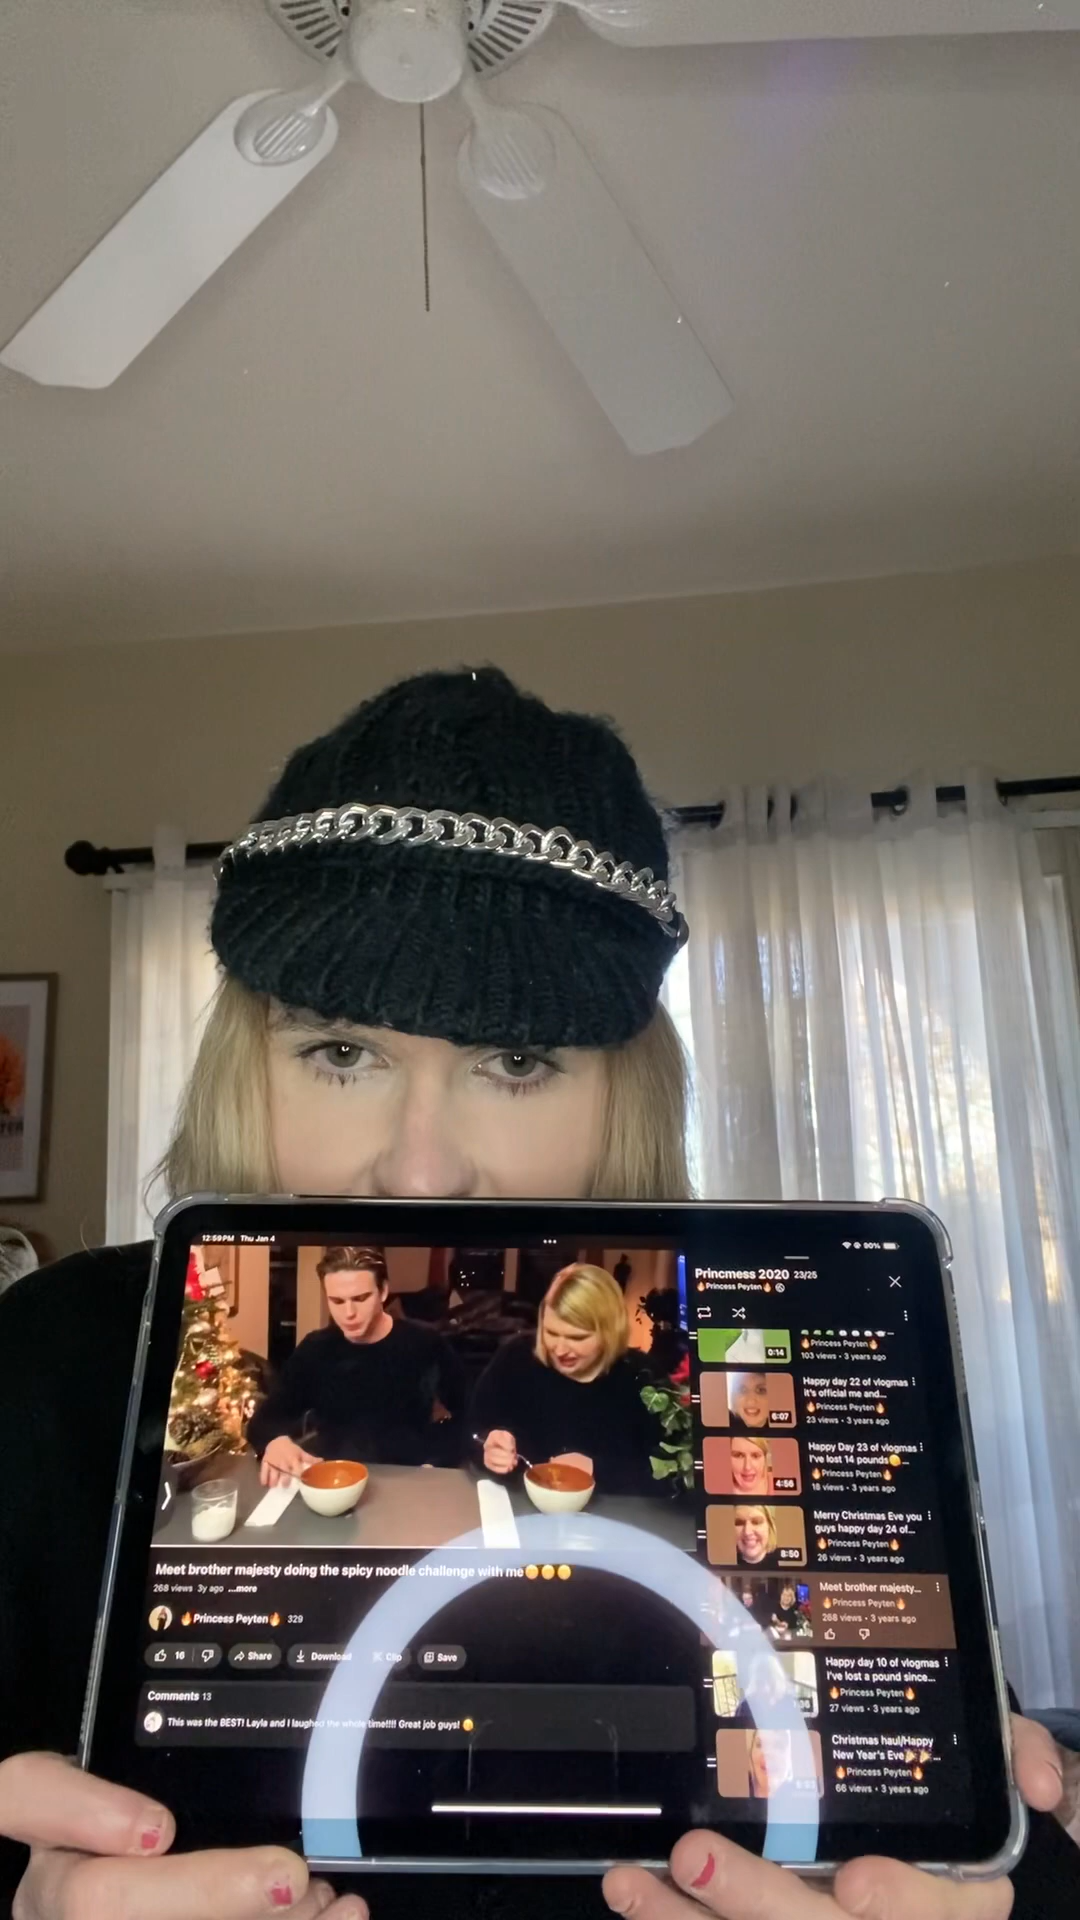 12:59 PM Thu Jan 4
90%
Meet brother majesty doing the spicy noodle challenge with me
268 views 3y ago ...more
🔥Princess Peyten🔥 329
16
Share
Download
Clip
Save
Comments 13
This was the BEST! Layla and I laughed the whole time!!!! Great job guys!
Princmess 2020 23/25
🔥Princess Peyten🔥
0:14
🔥Princess Peyten🔥
103 views • 3 years ago
6:07
Happy day 22 of vlogmas
it's official me and...
🔥Princess Peyten🔥
23 views • 3 years ago
4:56
Happy Day 23 of vlogmas
I've lost 14 pounds😊...
🔥Princess Peyten🔥
18 views • 3 years ago
8:50
Merry Christmas Eve you
guys happy day 24 of...
🔥Princess Peyten🔥
26 views • 3 years ago
Meet brother majesty...
🔥Princess Peyten🔥
268 views • 3 years ago
Happy day 10 of vlogmas
I've lost a pound since...
🔥Princess Peyten🔥
27 views • 3 years ago
Christmas haul/Happy
New Year's Eve🎉🎉...
🔥Princess Peyten🔥
66 views • 3 years ago